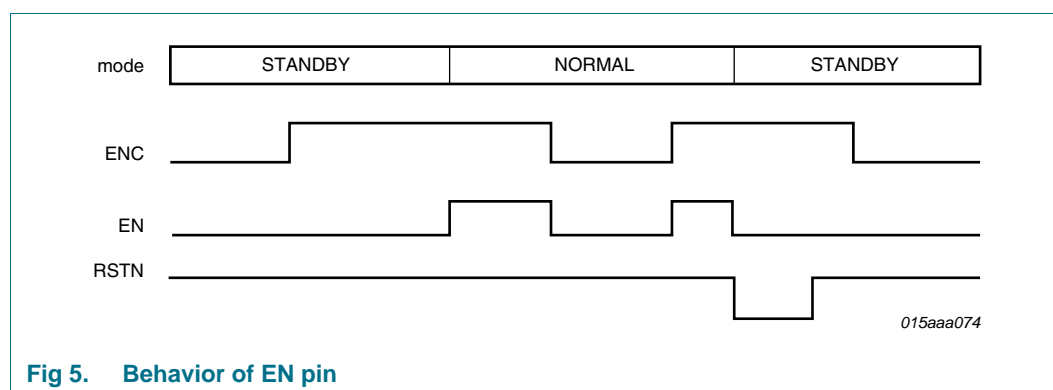 mode STANDBY NORMAL STANDBY
ENC
EN
RSTN
015aaa074
Fig 5. Behavior of EN pin